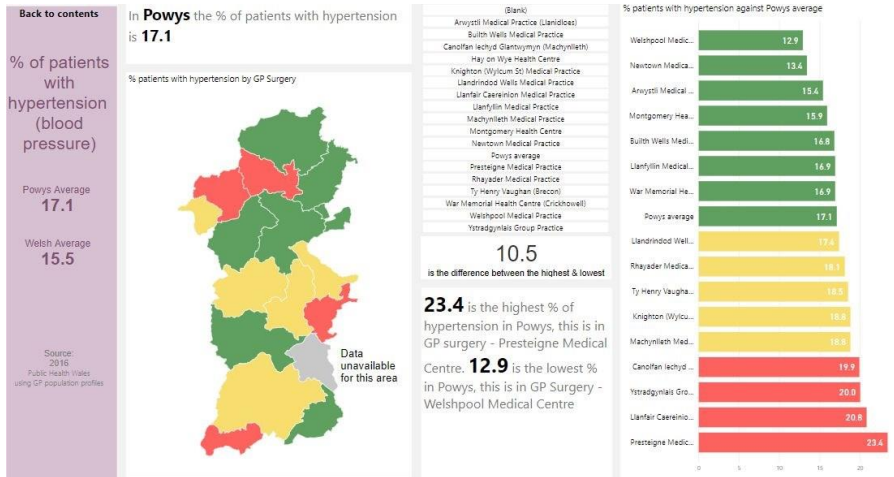 Back to contents
% of patients
with
hypertension
(blood
pressure)
Powys Average
17.1
Welsh Average
15.5
Source:
2016
Public Health Wales
using GP population profiles
In Powys the % of patients with hypertension
is 17.1
% patients with hypertension by GP Surgery
Data
unavailable
for this area
(Blank)
Arwystli Medical Practice (Llanidloes)
Builth Wells Medical Practice
Canolfan Iechyd Glantwymyn (Machynlleth)
Hay on Wye Health Centre
Knighton (Wylcum St) Medical Practice
Llandrindod Wells Medical Practice
Llanfair Caereinion Medical Practice
Llanfyllin Medical Practice
Machynlleth Medical Practice
Montgomery Health Centre
Newtown Medical Practice
Powys average
Presteigne Medical Practice
Rhayader Medical Practice
Ty Henry Vaughan (Brecon)
War Memorial Health Centre (Crickhowell)
Welshpool Medical Practice
Ystradgynlais Group Practice
10.5
is the difference between the highest & lowest
23.4 is the highest % of
hypertension in Powys, this is in
GP surgery - Presteigne Medical
Centre. 12.9 is the lowest %
in Powys, this is in GP Surgery -
Welshpool Medical Centre
% patients with hypertension against Powys average
Welshpool Medic... 12.9
Newtown Medica... 13.4
Arwystli Medical ... 15.4
Montgomery Hea... 15.9
Builth Wells Medi... 16.8
Llanfyllin Medical... 16.9
War Memorial He... 16.9
Powys average 17.1
Llandrindod Well... 17.4
Rhayader Medica... 18.1
Ty Henry Vaugha... 18.5
Knighton (Wylcu... 18.8
Machynlleth Med... 18.8
Canolfan Iechyd ... 19.9
Ystradgynlais Gro... 20.0
Llanfair Caereinio... 20.8
Presteigne Medic... 23.4
0 5 10 15 20